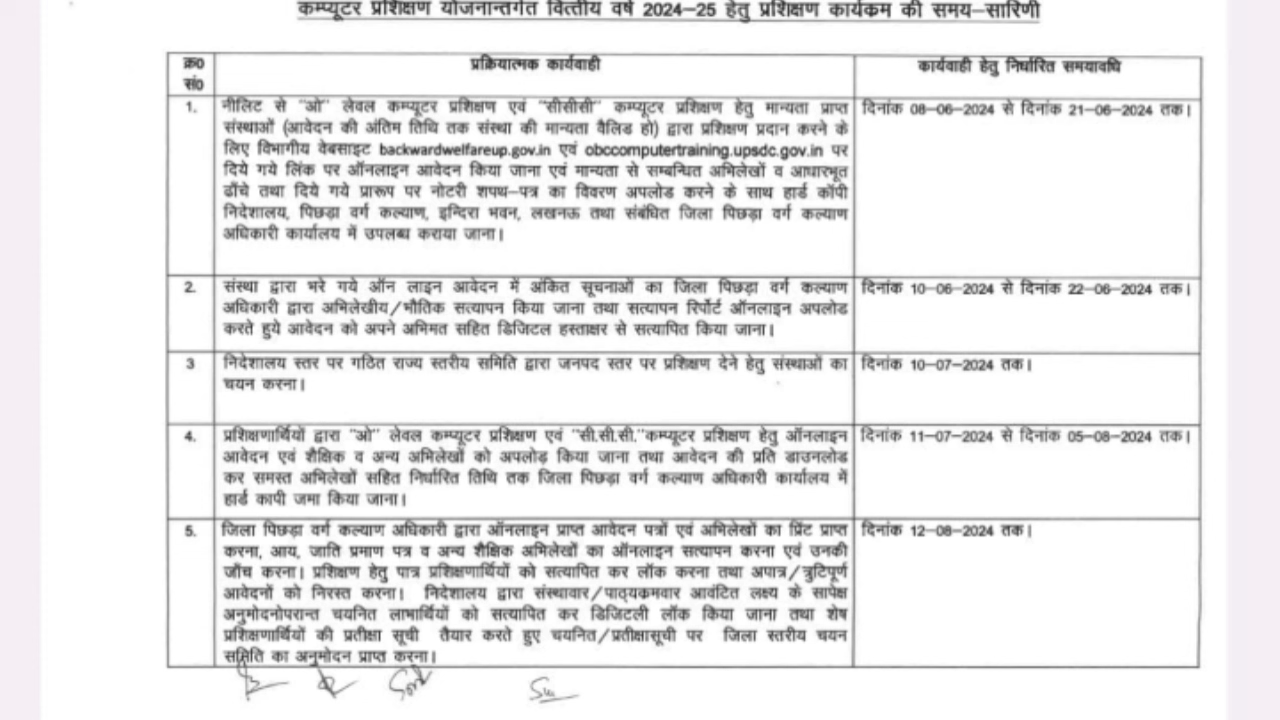 कम्प्यूटर प्रशिक्षण योजनान्तर्गत वित्तीय वर्ष 2024–25 हेतु प्रशिक्षण कार्यक्रम की समय–सारिणी
क्र0 सं0
प्रक्रियात्मक कार्यवाही
कार्यवाही हेतु निर्धारित समयावधि
1.
नीलिट से "ओ" लेवल कम्प्यूटर प्रशिक्षण एवं "सीसीसी" कम्प्यूटर प्रशिक्षण हेतु मान्यता प्राप्त
संस्थाओं (आवेदन की अंतिम तिथि तक संस्था की मान्यता वैलिड हो) द्वारा प्रशिक्षण प्रदान करने के
लिए विभागीय वेबसाइट backwardwelfareup.gov.in एवं obccomputertraining.upsdc.gov.in पर
दिये गये लिंक पर ऑनलाइन आवेदन किया जाना एवं मान्यता से सम्बन्धित अभिलेखों व आधारभूत
ढाँचे तथा दिये गये प्रारूप पर नोटरी शपथ–पत्र का विवरण अपलोड करने के साथ हार्ड कॉपी
निदेशालय, पिछड़ा वर्ग कल्याण, इन्दिरा भवन, लखनऊ तथा संबंधित जिला पिछड़ा वर्ग कल्याण
अधिकारी कार्यालय में उपलब्ध कराया जाना।
दिनांक 08–06–2024 से दिनांक 21–06–2024 तक।
2.
संस्था द्वारा भरे गये ऑन लाइन आवेदन में अंकित सूचनाओं का जिला पिछड़ा वर्ग कल्याण
अधिकारी द्वारा अभिलेखीय/भौतिक सत्यापन किया जाना तथा सत्यापन रिर्पोट ऑनलाइन अपलोड
करते हुये आवेदन को अपने अभिमत सहित डिजिटल हस्ताक्षर से सत्यापित किया जाना।
दिनांक 10–06–2024 से दिनांक 22–06–2024 तक।
3
निदेशालय स्तर पर गठित राज्य स्तरीय समिति द्वारा जनपद स्तर पर प्रशिक्षण देने हेतु संस्थाओं का
चयन करना।
दिनांक 10–07–2024 तक।
4.
प्रशिक्षणार्थियों द्वारा "ओ" लेवल कम्प्यूटर प्रशिक्षण एवं "सी.सी.सी."कम्प्यूटर प्रशिक्षण हेतु ऑनलाइन
आवेदन एवं शैक्षिक व अन्य अभिलेखों को अपलोड़ किया जाना तथा आवेदन की प्रति डाउनलोड
कर समस्त अभिलेखों सहित निर्धारित तिथि तक जिला पिछड़ा वर्ग कल्याण अधिकारी कार्यालय में
हार्ड कापी जमा किया जाना।
दिनांक 11–07–2024 से दिनांक 05–08–2024 तक।
5.
जिला पिछड़ा वर्ग कल्याण अधिकारी द्वारा ऑनलाइन प्राप्त आवेदन पत्रों एवं अभिलेखों का प्रिंट प्राप्त
करना, आय, जाति प्रमाण पत्र व अन्य शैक्षिक अभिलेखों का ऑनलाइन सत्यापन करना एवं उनकी
जॉच करना। प्रशिक्षण हेतु पात्र प्रशिक्षणार्थियों को सत्यापित कर लॉक करना तथा अपात्र/त्रुटिपूर्ण
आवेदनों को निरस्त करना। निदेशालय द्वारा संस्थावार/पाठ्यक्रमवार आवंटित लक्ष्य के सापेक्ष
अनुमोदनोपरान्त चयनित लाभार्थियों को सत्यापित कर डिजिटली लॉक किया जाना तथा शेष
प्रशिक्षणार्थियों की प्रतीक्षा सूची तैयार करते हुए चयनित/प्रतीक्षासूची पर जिला स्तरीय चयन
समिति का अनुमोदन प्राप्त करना।
दिनांक 12–08–2024 तक।